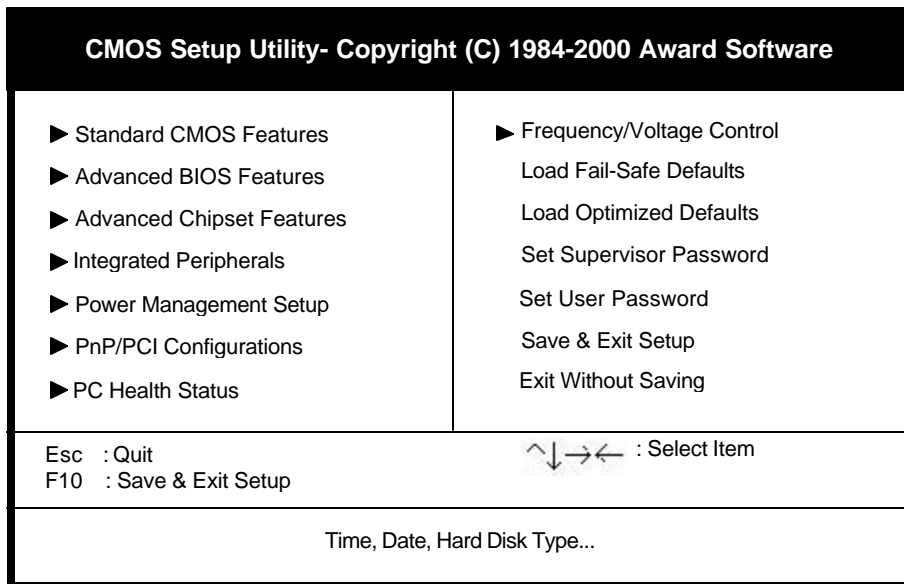 CMOS Setup Utility- Copyright (C) 1984-2000 Award Software
▶ Standard CMOS Features
▶ Advanced BIOS Features
▶ Advanced Chipset Features
▶ Integrated Peripherals
▶ Power Management Setup
▶ PnP/PCI Configurations
▶ PC Health Status
▶ Frequency/Voltage Control
Load Fail-Safe Defaults
Load Optimized Defaults
Set Supervisor Password
Set User Password
Save & Exit Setup
Exit Without Saving
Esc : Quit
F10 : Save & Exit Setup
^↓→← : Select Item
Time, Date, Hard Disk Type...